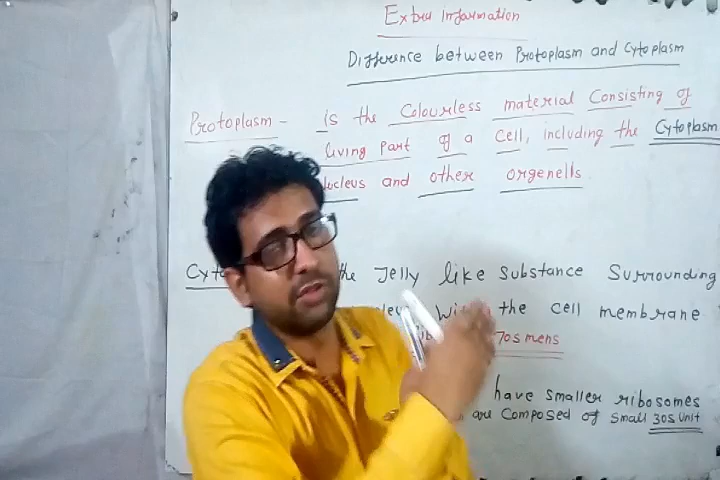 Extra information
Difference between Protoplasm and Cytoplasm
Protoplasm - is the Colourless material Consisting of
living part of a cell, including the Cytoplasm
nucleus and other orgenells
Cyt the Jelly like Substance Surrounding
the cell membrane
70s mens
have smaller ribosomes
are composed of small 30s unit